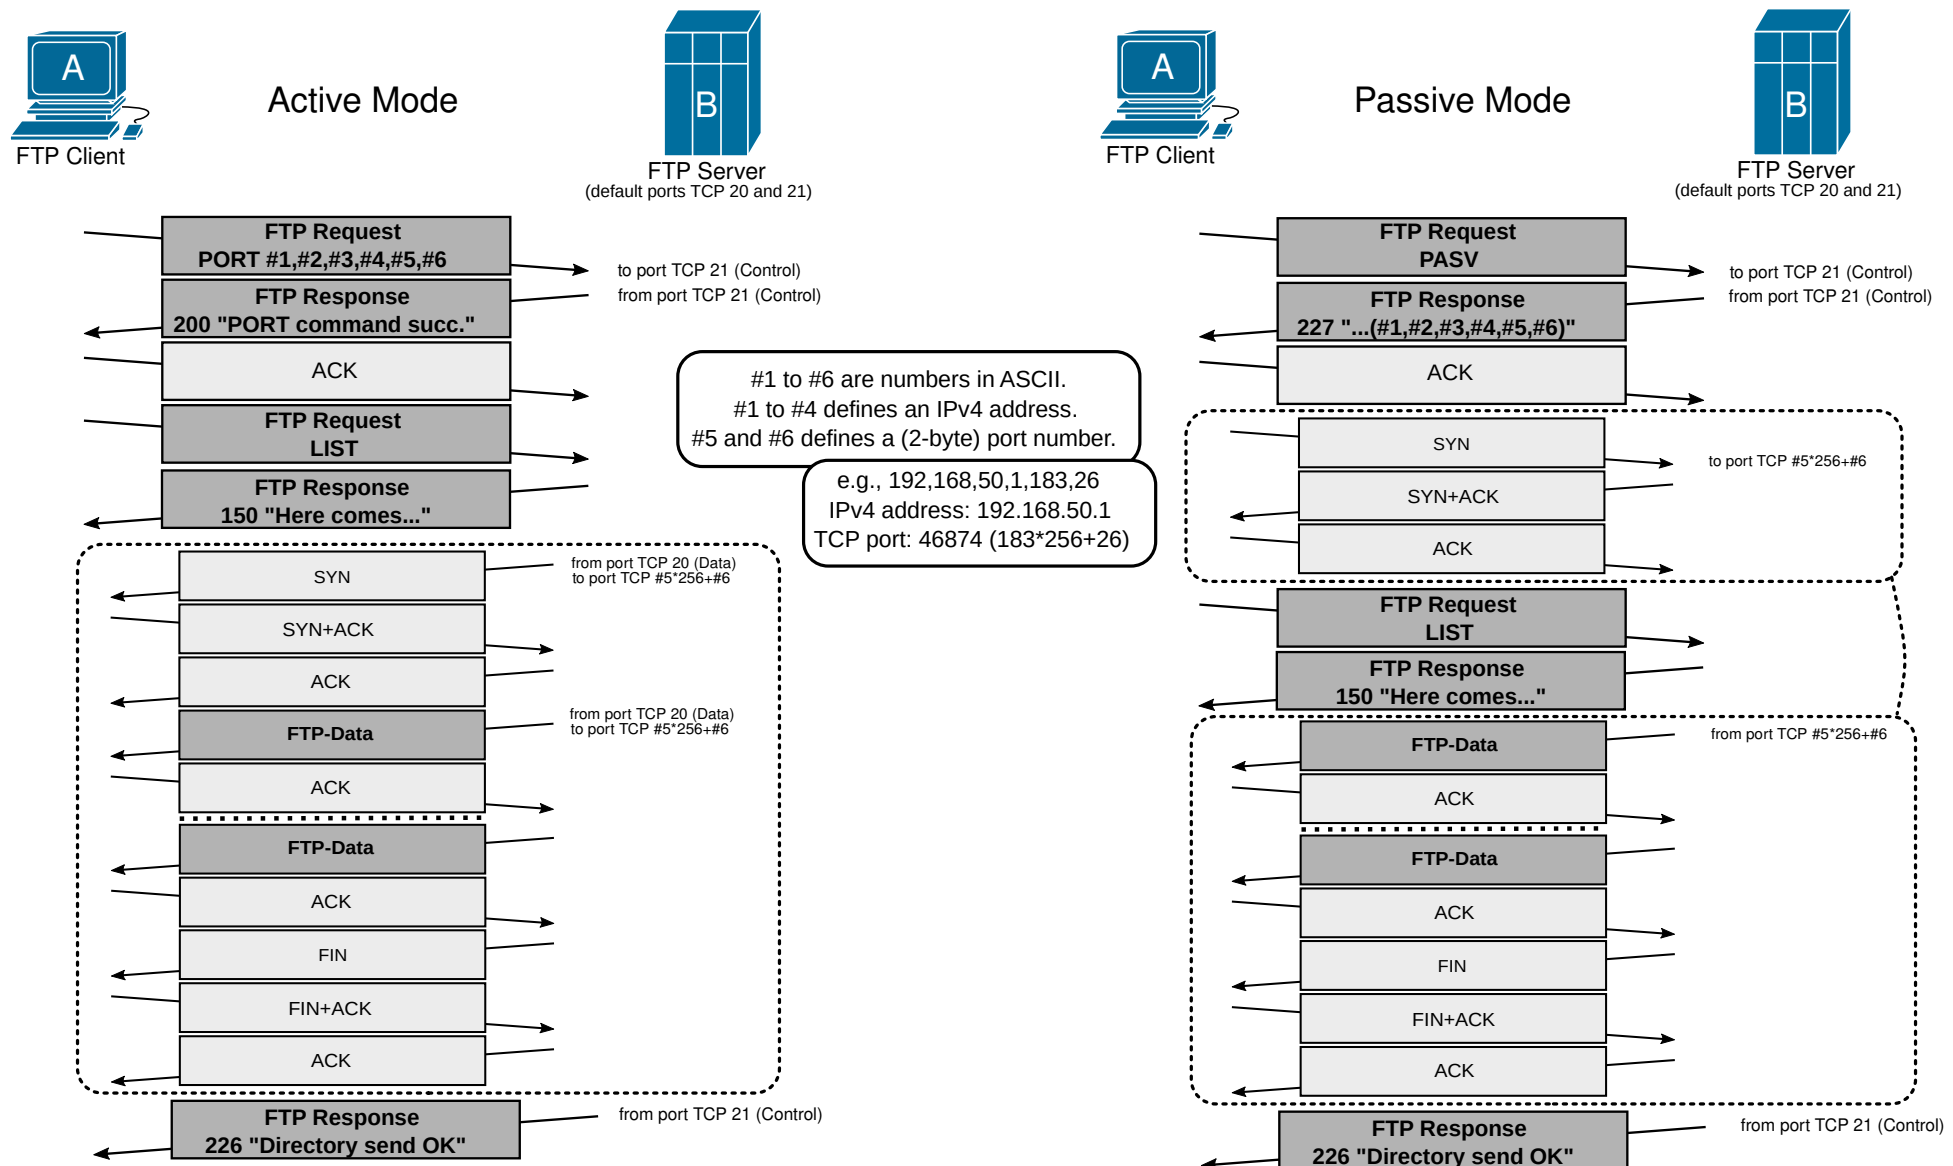 A
Active Mode
B
FTP Client
FTP Server
(default ports TCP 20 and 21)
FTP Request
PORT #1,#2,#3,#4,#5,#6
to port TCP 21 (Control)
FTP Response
200 "PORT command succ."
from port TCP 21 (Control)
ACK
FTP Request
LIST
FTP Response
150 "Here comes..."
SYN
from port TCP 20 (Data)
to port TCP #5*256+#6
SYN+ACK
ACK
FTP-Data
from port TCP 20 (Data)
to port TCP #5*256+#6
ACK
FTP-Data
ACK
FIN
FIN+ACK
ACK
FTP Response
226 "Directory send OK"
from port TCP 21 (Control)
#1 to #6 are numbers in ASCII.
#1 to #4 defines an IPv4 address.
#5 and #6 defines a (2-byte) port number.
e.g., 192,168,50,1,183,26
IPv4 address: 192.168.50.1
TCP port: 46874 (183*256+26)
A
Passive Mode
B
FTP Client
FTP Server
(default ports TCP 20 and 21)
FTP Request
PASV
to port TCP 21 (Control)
from port TCP 21 (Control)
FTP Response
227 "...(#1,#2,#3,#4,#5,#6)"
ACK
SYN
to port TCP #5*256+#6
SYN+ACK
ACK
FTP Request
LIST
FTP Response
150 "Here comes..."
FTP-Data
from port TCP #5*256+#6
ACK
FTP-Data
ACK
FIN
FIN+ACK
ACK
FTP Response
226 "Directory send OK"
from port TCP 21 (Control)